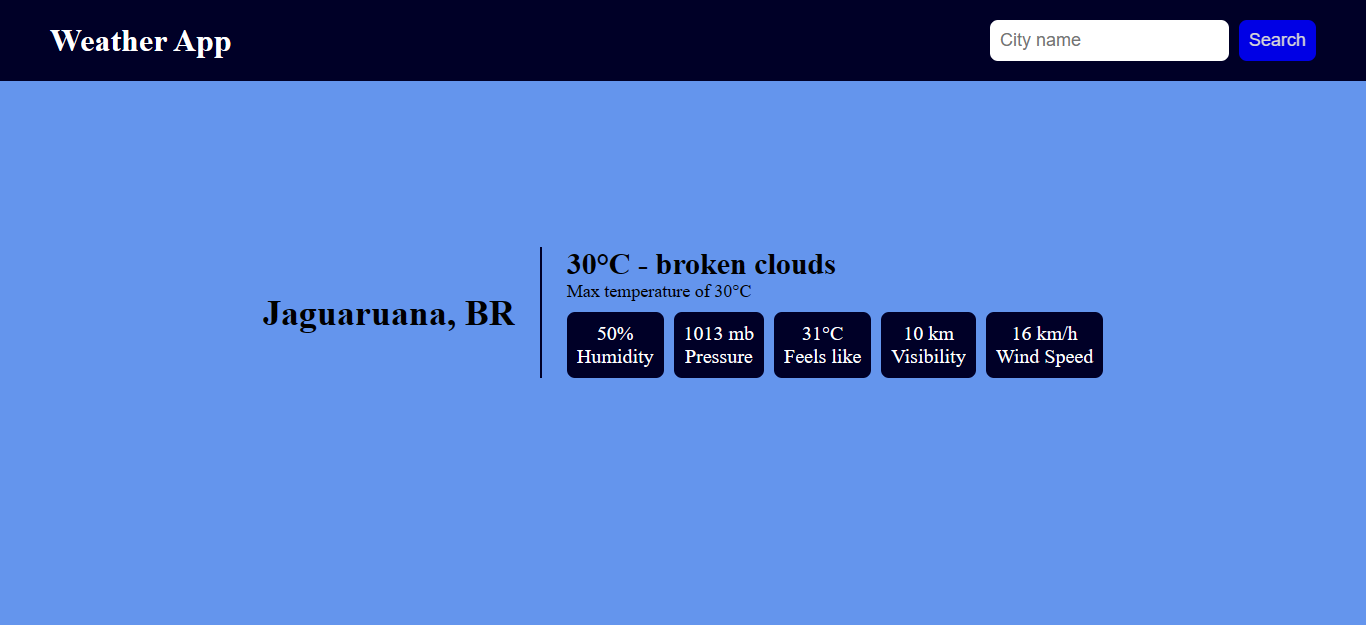 Weather App
City name
Search
Jaguaruana, BR
30°C - broken clouds
Max temperature of 30°C
50%
Humidity
1013 mb
Pressure
31°C
Feels like
10 km
Visibility
16 km/h
Wind Speed